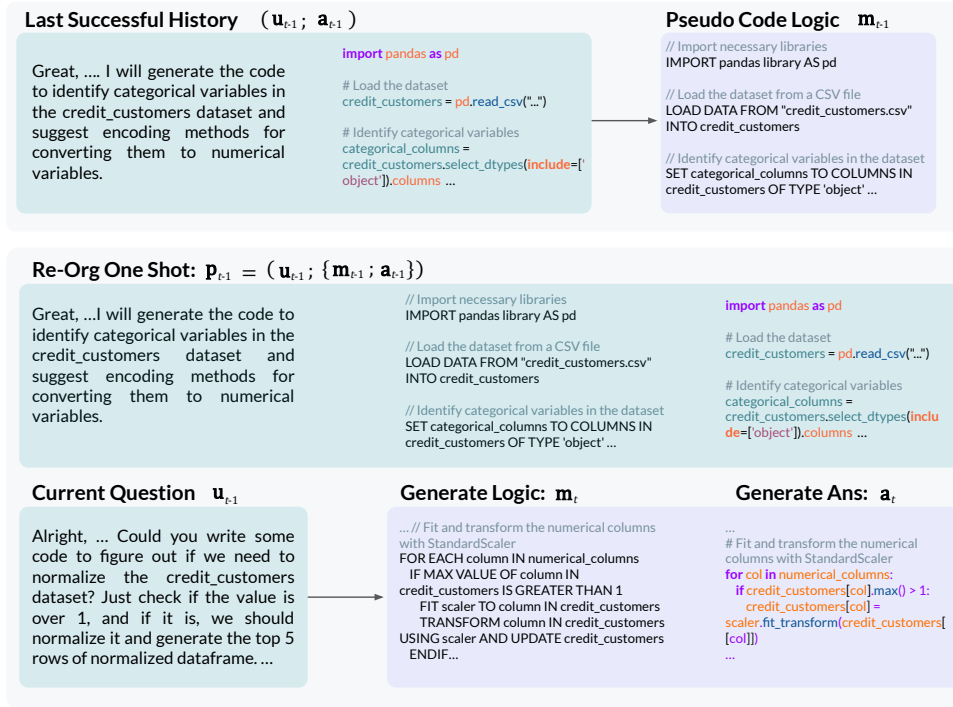 Last Successful History (u_{t-1}; a_{t-1})
Great, .... I will generate the code
to identify categorical variables in
the credit_customers dataset and
suggest encoding methods for
converting them to numerical
variables.
import pandas as pd
# Load the dataset
credit_customers = pd.read_csv("...")
# Identify categorical variables
categorical_columns =
credit_customers.select_dtypes(include=['
object']).columns ...
Pseudo Code Logic m_{t-1}
// Import necessary libraries
IMPORT pandas library AS pd
// Load the dataset from a CSV file
LOAD DATA FROM "credit_customers.csv"
INTO credit_customers
// Identify categorical variables in the dataset
SET categorical_columns TO COLUMNS IN
credit_customers OF TYPE 'object' ...
Re-Org One Shot: p_{t-1} = (u_{t-1}; {m_{t-1}; a_{t-1}})
Great, ...I will generate the code to
identify categorical variables in the
credit_customers dataset and
suggest encoding methods for
converting them to numerical
variables.
// Import necessary libraries
IMPORT pandas library AS pd
// Load the dataset from a CSV file
LOAD DATA FROM "credit_customers.csv"
INTO credit_customers
// Identify categorical variables in the dataset
SET categorical_columns TO COLUMNS IN
credit_customers OF TYPE 'object' ...
import pandas as pd
# Load the dataset
credit_customers = pd.read_csv("...")
# Identify categorical variables
categorical_columns =
credit_customers.select_dtypes(inclu
de=['object']).columns ...
Current Question u_{t-1}
Alright, ... Could you write some
code to figure out if we need to
normalize the credit_customers
dataset? Just check if the value is
over 1, and if it is, we should
normalize it and generate the top 5
rows of normalized dataframe. ...
Generate Logic: m_t
... // Fit and transform the numerical columns
with StandardScaler
FOR EACH column IN numerical_columns
IF MAX VALUE OF column IN
credit_customers IS GREATER THAN 1
FIT scaler TO column IN credit_customers
TRANSFORM column IN credit_customers
USING scaler AND UPDATE credit_customers
ENDIF...
Generate Ans: a_t
...
# Fit and transform the numerical
columns with StandardScaler
for col in numerical_columns:
if credit_customers[col].max() > 1:
credit_customers[col] =
scaler.fit_transform(credit_customers[
[col]])
...